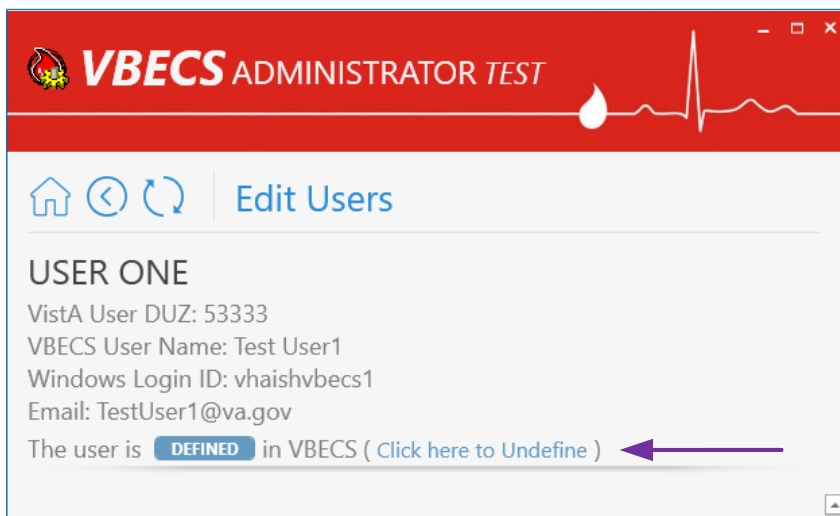 VBECS ADMINISTRATOR TEST
Edit Users
USER ONE
VistA User DUZ: 53333
VBECS User Name: Test User1
Windows Login ID: vhaishvbecs1
Email: TestUser1@va.gov
The user is DEFINED in VBECS ( Click here to Undefine )